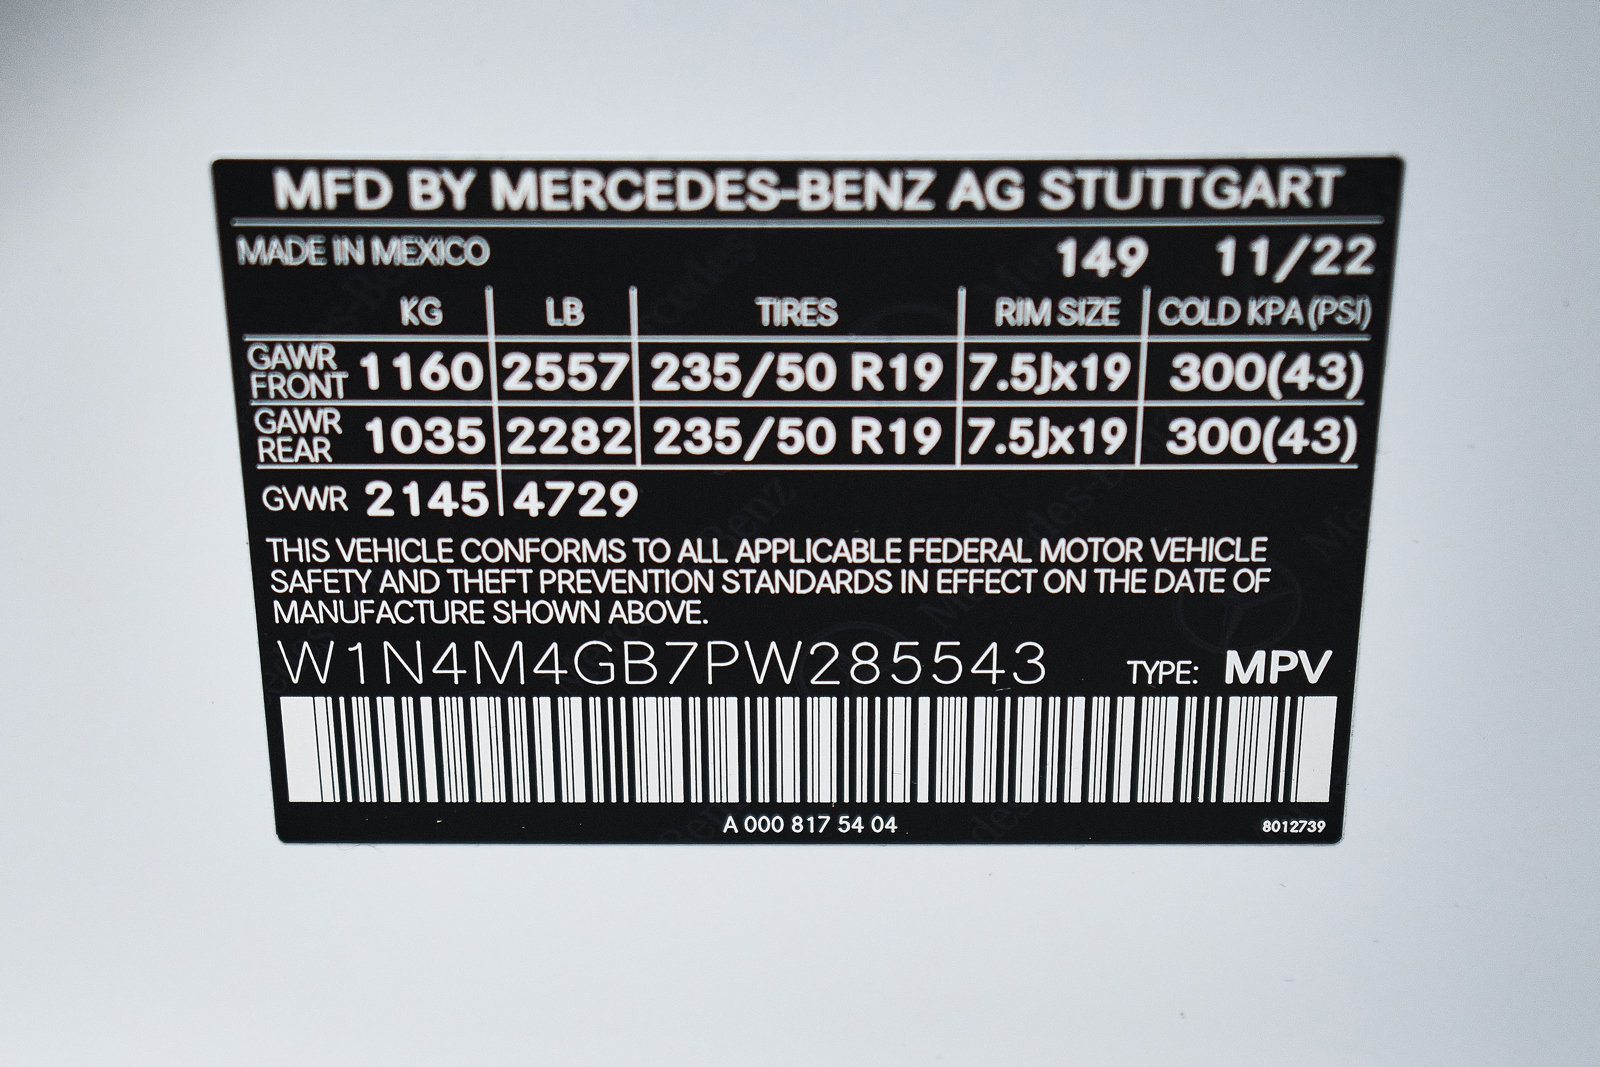 MFD BY MERCEDES-BENZ AG STUTTGART
MADE IN MEXICO 149 11/22
KG LB TIRES RIM SIZE COLD KPA (PSI)
GAWR FRONT 1160 2557 235/50 R19 7.5Jx19 300(43)
GAWR REAR 1035 2282 235/50 R19 7.5Jx19 300(43)
GVWR 2145 4729
THIS VEHICLE CONFORMS TO ALL APPLICABLE FEDERAL MOTOR VEHICLE
SAFETY AND THEFT PREVENTION STANDARDS IN EFFECT ON THE DATE OF
MANUFACTURE SHOWN ABOVE.
W1N4M4GB7PW285543 TYPE: MPV
A 000 817 54 04 8012739